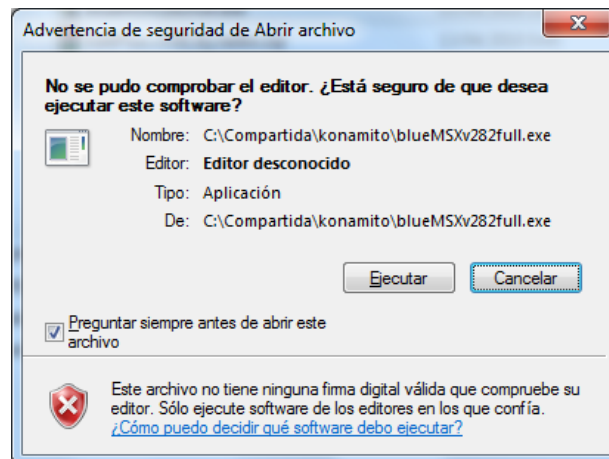 Advertencia de seguridad de Abrir archivo
No se pudo comprobar el editor. ¿Está seguro de que desea
ejecutar este software?
Nombre: C:\Compartida\konamito\blueMSXv282full.exe
Editor: Editor desconocido
Tipo: Aplicación
De: C:\Compartida\konamito\blueMSXv282full.exe
Ejecutar Cancelar
Preguntar siempre antes de abrir este
archivo
Este archivo no tiene ninguna firma digital válida que compruebe su
editor. Sólo ejecute software de los editores en los que confía.
¿Cómo puedo decidir qué software debo ejecutar?